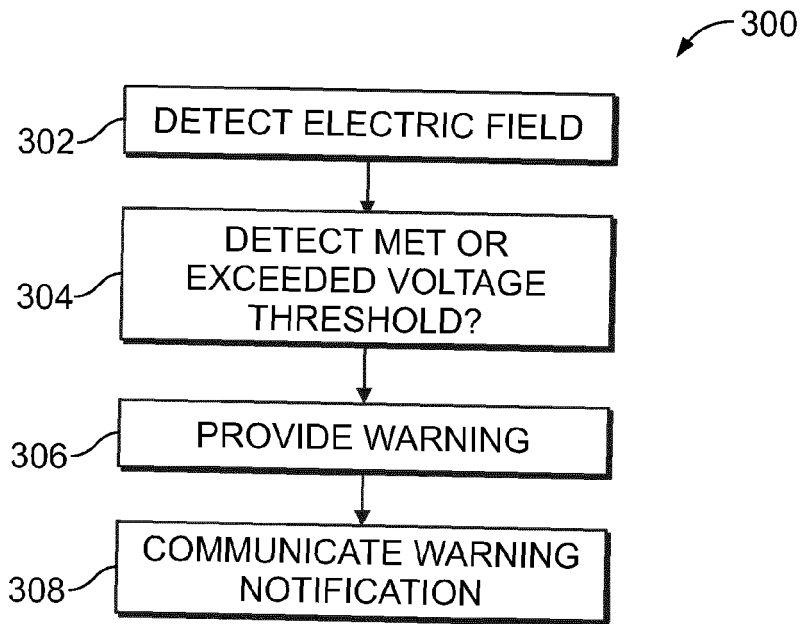 300
302
DETECT ELECTRIC FIELD
304
DETECT MET OR
EXCEEDED VOLTAGE
THRESHOLD?
306
PROVIDE WARNING
308
COMMUNICATE WARNING
NOTIFICATION